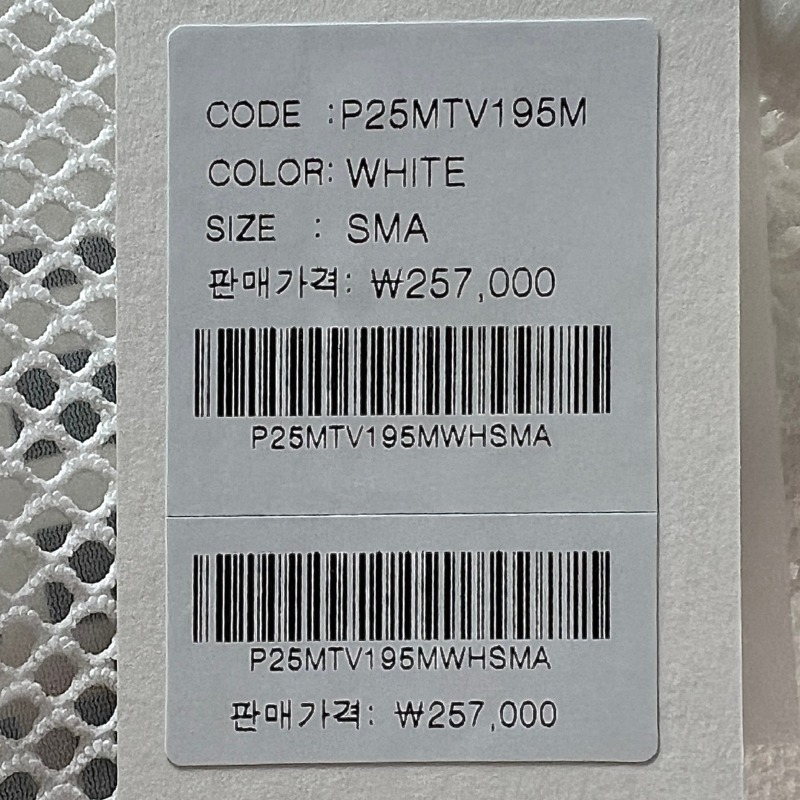 CODE :P25MTV195M
COLOR: WHITE
SIZE : SMA
판매가격: ₩257,000
P25MTV195MWHSMA
P25MTV195MWHSMA
판매가격: ₩257,000